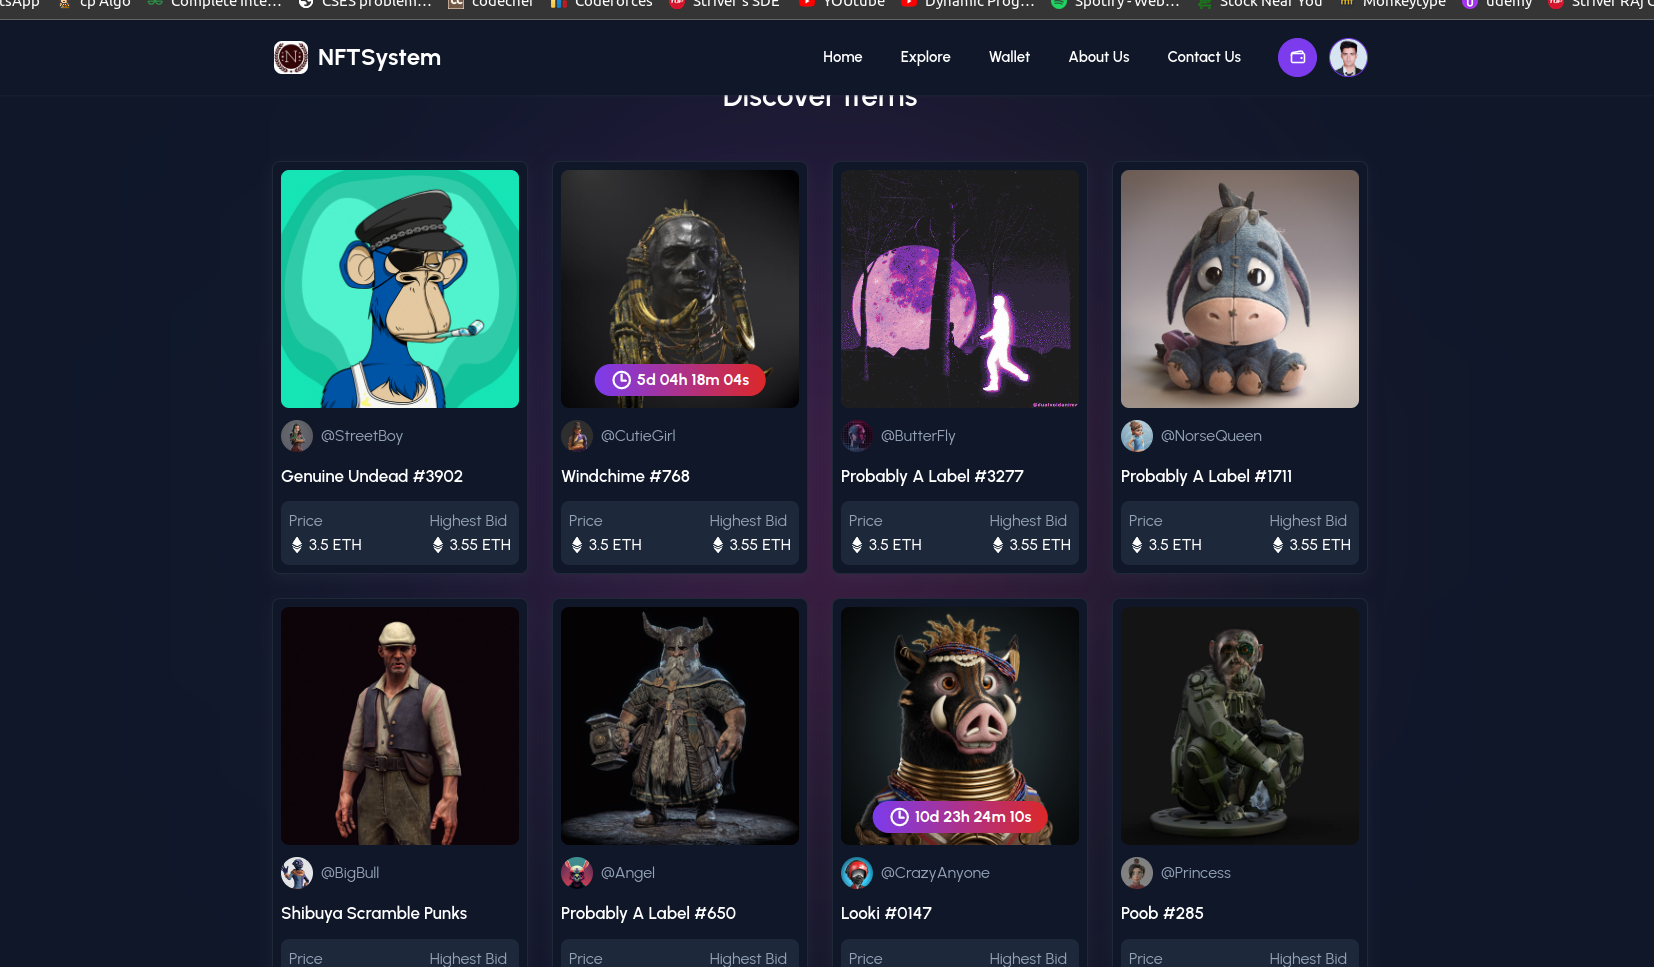 tsApp cp Algo Complete Inte... CSES problem... codechef Codeforces Striver's SDE YouTube Dynamic Prog... Spotify - Web... Stock Near You Monkeytype udemy Striver RAJ
NFTSystem
Home Explore Wallet About Us Contact Us
Discover Items
5d 04h 18m 04s
@dualvoidanima
@StreetBoy @CutieGirl @ButterFly @NorseQueen
Genuine Undead #3902 Windchime #768 Probably A Label #3277 Probably A Label #1711
Price Highest Bid Price Highest Bid Price Highest Bid Price Highest Bid
3.5 ETH 3.55 ETH 3.5 ETH 3.55 ETH 3.5 ETH 3.55 ETH 3.5 ETH 3.55 ETH
10d 23h 24m 10s
@BigBull @Angel @CrazyAnyone @Princess
Shibuya Scramble Punks Probably A Label #650 Looki #0147 Poob #285
Price Highest Bid Price Highest Bid Price Highest Bid Price Highest Bid